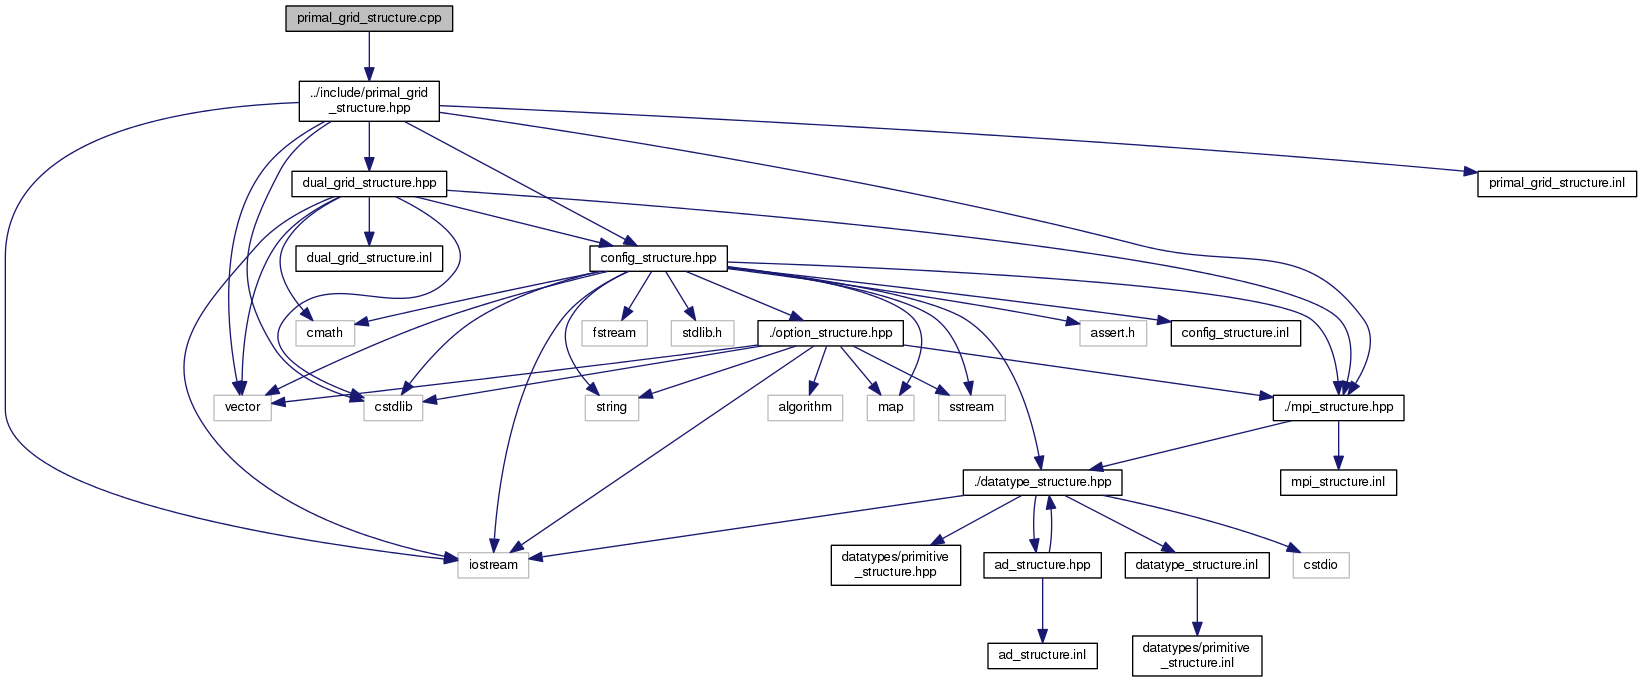 primal_grid_structure.cpp
../include/primal_grid
_structure.hpp
dual_grid_structure.hpp
primal_grid_structure.inl
dual_grid_structure.inl
config_structure.hpp
cmath
fstream
stdlib.h
./option_structure.hpp
assert.h
config_structure.inl
vector
cstdlib
string
algorithm
map
sstream
./mpi_structure.hpp
./datatype_structure.hpp
mpi_structure.inl
iostream
datatypes/primitive
_structure.hpp
ad_structure.hpp
datatype_structure.inl
cstdio
ad_structure.inl
datatypes/primitive
_structure.inl